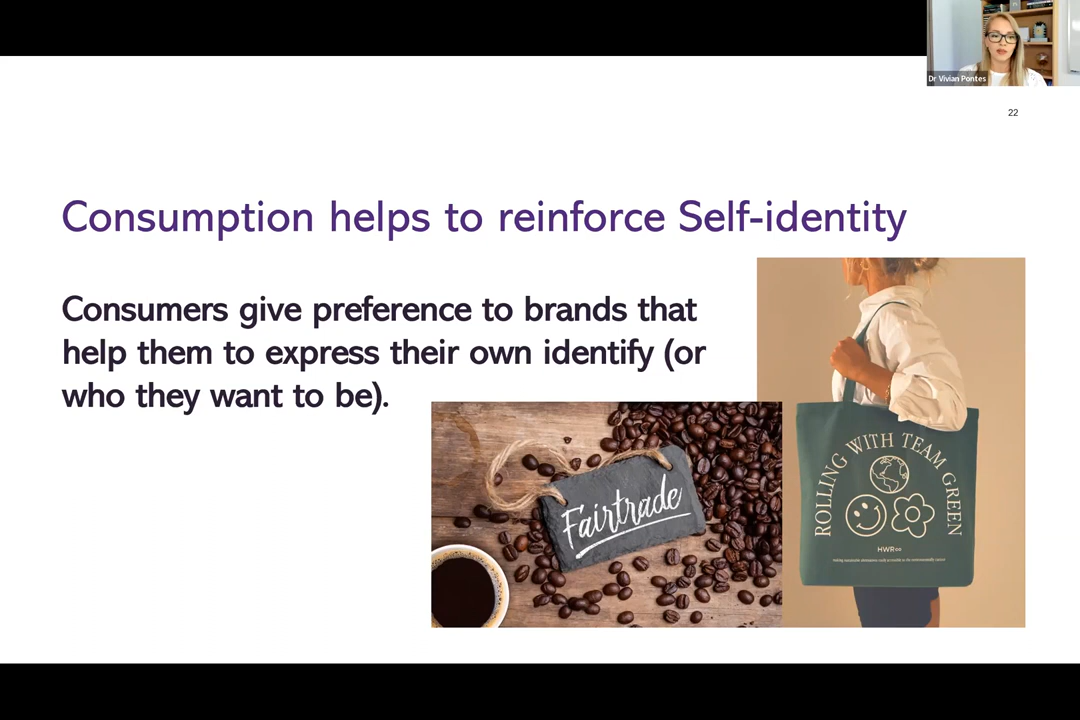 Dr Vivian Pontes
22
Consumption helps to reinforce Self-identity
Consumers give preference to brands that
help them to express their own identify (or
who they want to be).
Fairtrade
ROLLING WITH TEAM GREEN
HWR∞